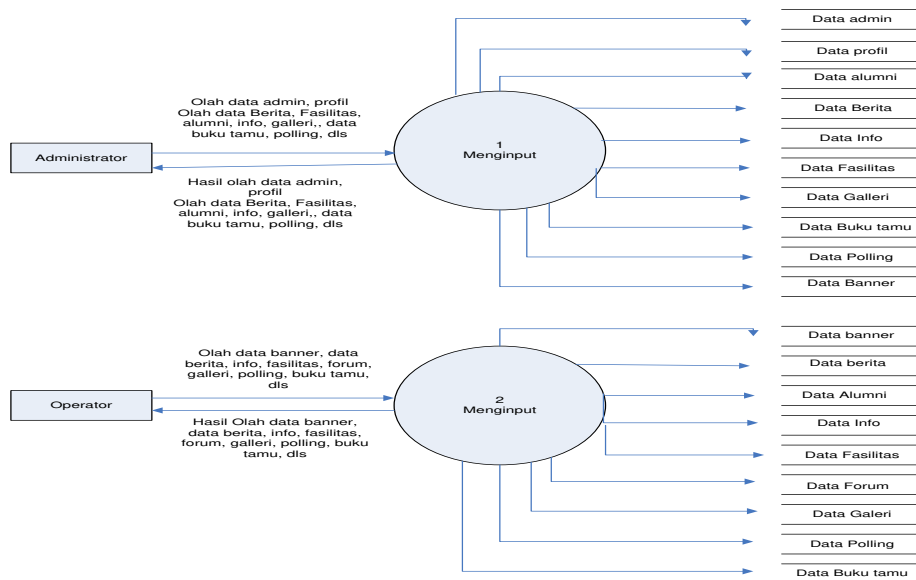 Data admin
Data profil
Data alumni
Data Berita
Data Info
Data Fasilitas
Data Galleri
Data Buku tamu
Data Polling
Data Banner
Olah data admin, profil
Olah data Berita, Fasilitas,
alumni, info, galleri,, data
buku tamu, polling, dls
Administrator
1
Menginput
Hasil olah data admin,
profil
Olah data Berita, Fasilitas,
alumni, info, galleri,, data
buku tamu, polling, dls
Data banner
Data berita
Data Alumni
Data Info
Data Fasilitas
Data Forum
Data Galeri
Data Polling
Data Buku tamu
Olah data banner, data
berita, info, fasilitas, forum,
galleri, polling, buku tamu,
dls
Operator
2
Menginput
Hasil Olah data banner,
data berita, info, fasilitas,
forum, galleri, polling, buku
tamu, dls